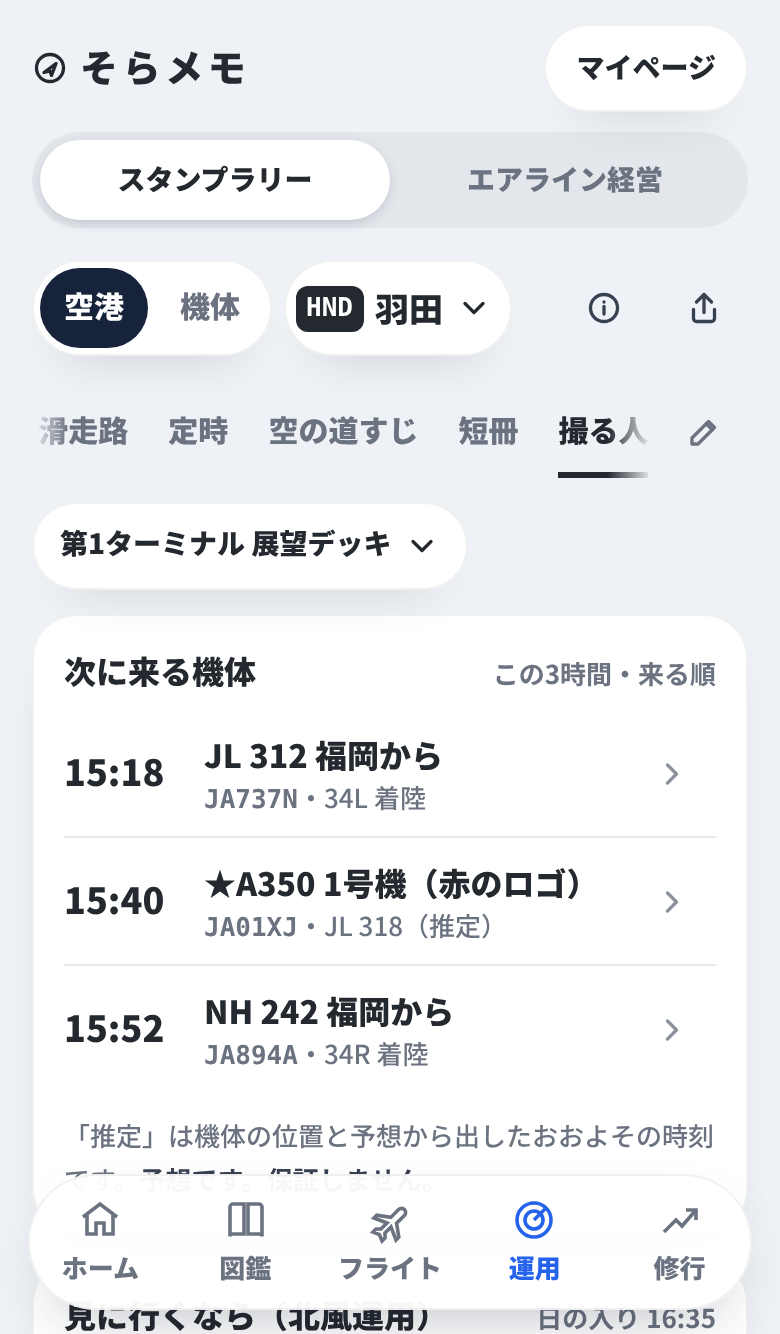 そらメモ
マイページ
スタンプラリー
エアライン経営
空港
機体
HND 羽田
滑走路
定時
空の道すじ
短冊
撮る人
第1ターミナル 展望デッキ
次に来る機体
この3時間・来る順
15:18
JL 312 福岡から
JA737N・34L 着陸
15:40
★A350 1号機（赤のロゴ）
JA01XJ・JL 318（推定）
15:52
NH 242 福岡から
JA894A・34R 着陸
「推定」は機体の位置と予想から出したおおよその時刻
です。予想です。保証しません。
ホーム
図鑑
フライト
運用
修行
見に行くなら（北風運用）
日の入り 16:35